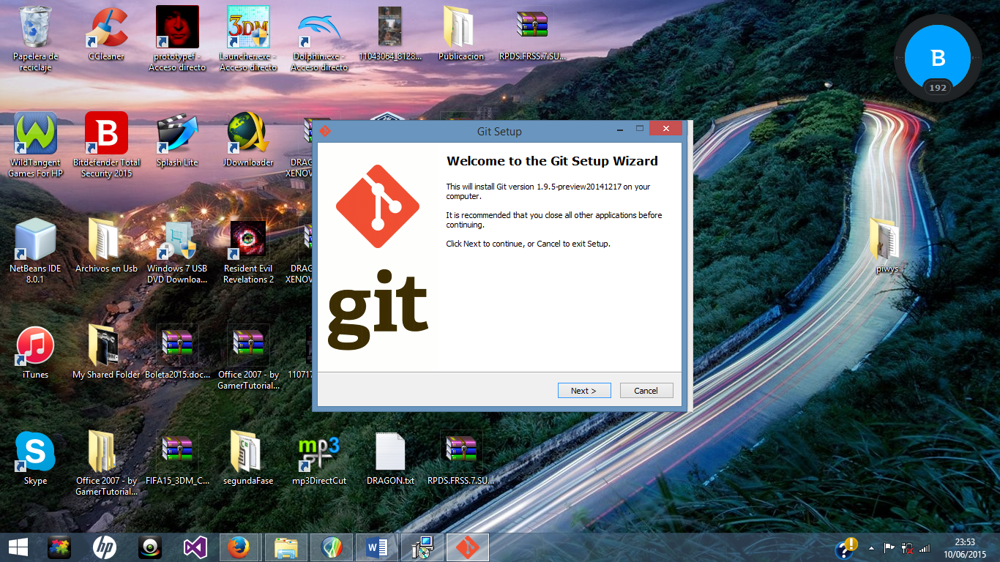 Papelera de
reciclaje
CCleaner
prototypef -
Acceso directo
3DM
Launcher.exe -
Acceso directo
Dolphin.exe -
Acceso directo
11043064_8128...
Publicacion
RPDS.FRSS.7.SU...
B
192
WildTangent
Games For HP
B
Bitdefender Total
Security 2015
Splash Lite
JDownloader
DRAG
XENOV
Git Setup
Welcome to the Git Setup Wizard
This will install Git version 1.9.5-preview20141217 on your
computer.
It is recommended that you close all other applications before
continuing.
Click Next to continue, or Cancel to exit Setup.
git
Next >
Cancel
NetBeans IDE
8.0.1
Archivos en Usb
Windows 7 USB
DVD Downloa...
Resident Evil
Revelations 2
DRAG
XENOV
piwys
iTunes
My Shared Folder
Boleta2015.doc...
Office 2007 - by
GamerTutorial...
11071
Skype
Office 2007 - by
GamerTutorial...
FIFA15_3DM_C...
C#
segundaFase
mp3
mp3DirectCut
DRAGON.txt
RPDS.FRSS.7.SU...
hp
W
23:53
10/06/2015